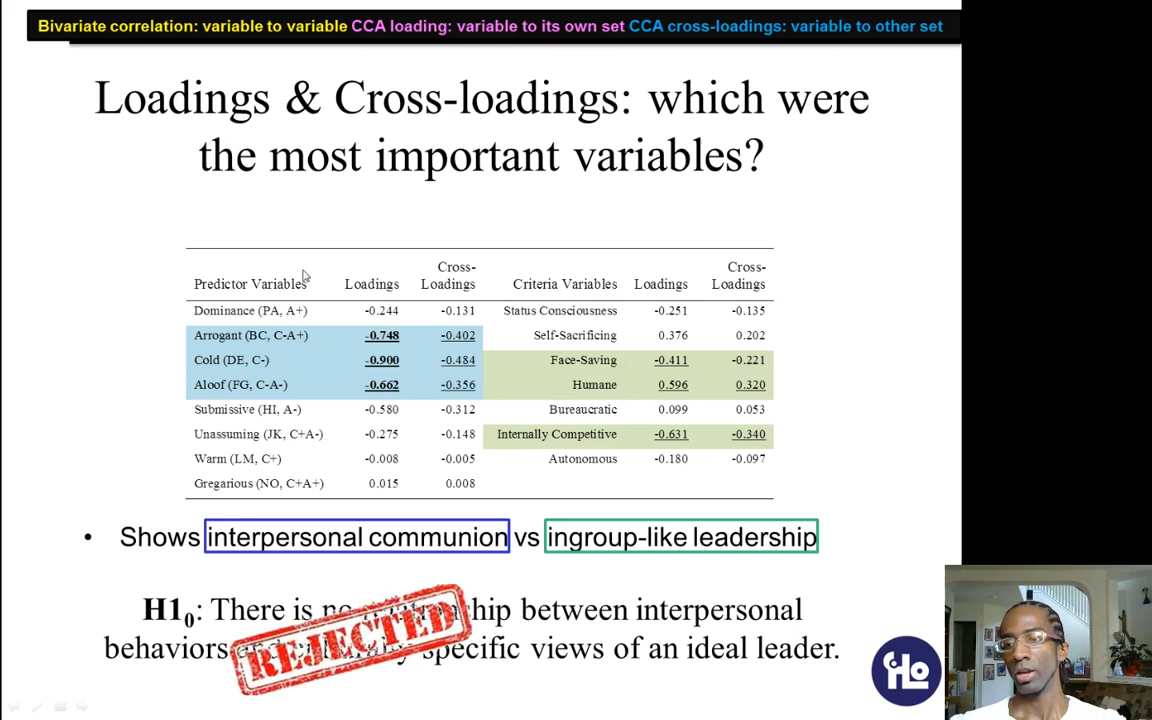 Bivariate correlation: variable to variable CCA loading: variable to its own set CCA cross-loadings: variable to other set
Loadings & Cross-loadings: which were
the most important variables?
Predictor Variables Loadings Cross-Loadings Criteria Variables Loadings Cross-Loadings
Dominance (PA, A+) -0.244 -0.131 Status Consciousness -0.251 -0.135
Arrogant (BC, C-A+) -0.748 -0.402 Self-Sacrificing 0.376 0.202
Cold (DE, C-) -0.900 -0.484 Face-Saving -0.411 -0.221
Aloof (FG, C-A-) -0.662 -0.356 Humane 0.596 0.320
Submissive (HI, A-) -0.580 -0.312 Bureaucratic 0.099 0.053
Unassuming (JK, C+A-) -0.275 -0.148 Internally Competitive -0.631 -0.340
Warm (LM, C+) -0.008 -0.005 Autonomous -0.180 -0.097
Gregarious (NO, C+A+) 0.015 0.008
• Shows interpersonal communion vs ingroup-like leadership
H1₀: There is between interpersonal
behaviors specific views of an ideal leader.
REJECTED